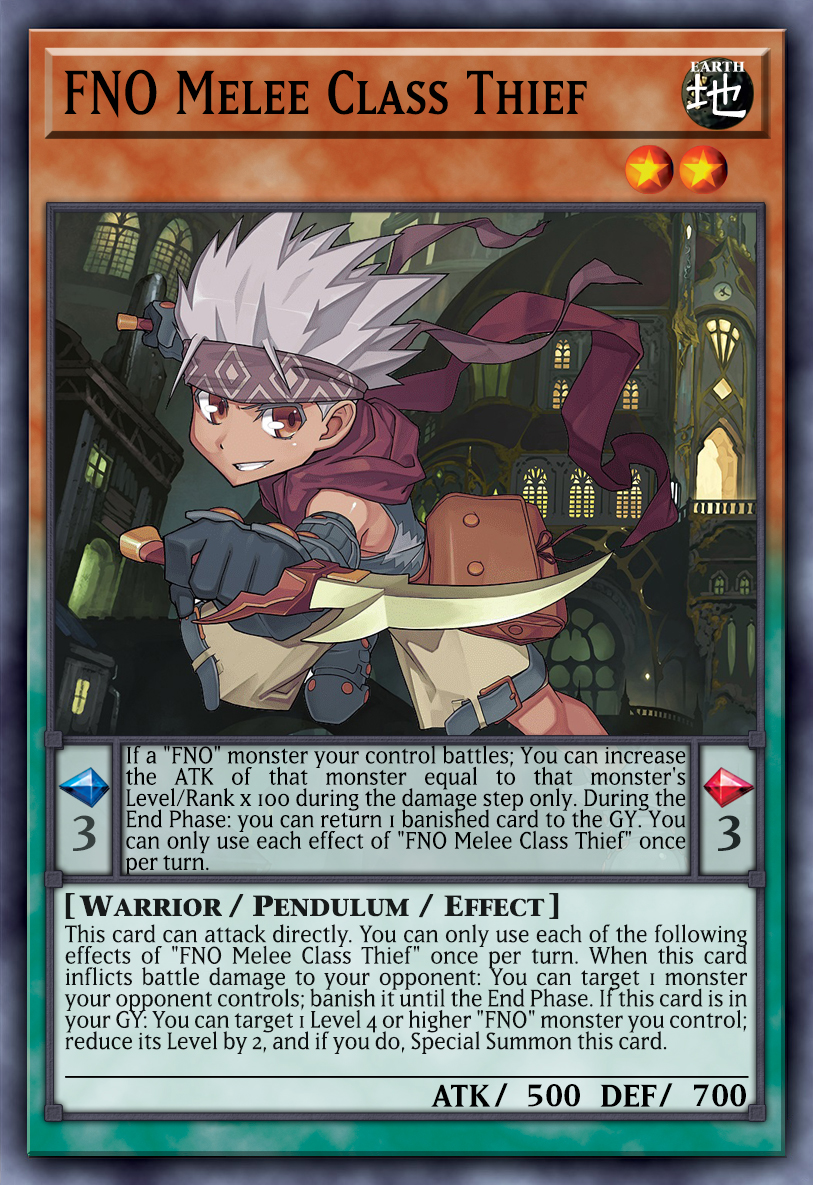 FNO Melee Class Thief
EARTH
地
If a "FNO" monster your control battles; You can increase
the ATK of that monster equal to that monster's
Level/Rank x 100 during the damage step only. During the
End Phase: you can return 1 banished card to the GY. You
can only use each effect of "FNO Melee Class Thief" once
per turn.
3
3
[ Warrior / Pendulum / Effect ]
This card can attack directly. You can only use each of the following
effects of "FNO Melee Class Thief" once per turn. When this card
inflicts battle damage to your opponent: You can target 1 monster
your opponent controls; banish it until the End Phase. If this card is in
your GY: You can target 1 Level 4 or higher "FNO" monster you control;
reduce its Level by 2, and if you do, Special Summon this card.
ATK/ 500 DEF/ 700